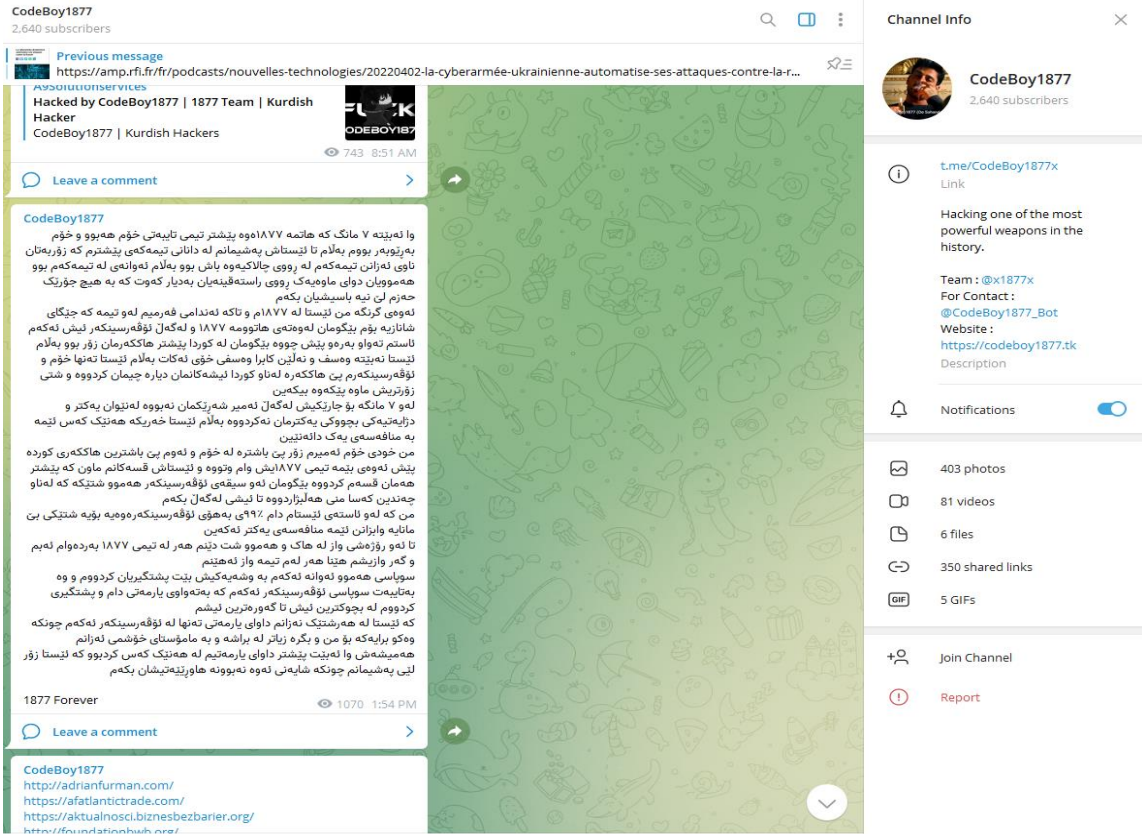 CodeBoy1877
2,640 subscribers
Previous message
https://amp.rfi.fr/fr/podcasts/nouvelles-technologies/20220402-la-cyberarmée-ukrainienne-automatise-ses-attaques-contre-la-r...
A9Solutionservices
Hacked by CodeBoy1877 | 1877 Team | Kurdish
Hacker
CodeBoy1877 | Kurdish Hackers
743 8:51 AM
Leave a comment
CodeBoy1877
وا ئەبێتە ٧ مانگ کە هاتمە ١٨٧٧ەوە پێشتر تیمی تایبەتی خۆم هەبوو و خۆم
بەڕێوبەر بووم بەڵام تا ئێستاش پەشیمانم لە دانانی تیمەکەی پێشترم کە زۆربەتان
ناوی ئەزانن تیمەکەم لە ڕووی چالاکیەوە باش بوو بەڵام ئەوانەی لە تیمەکەم بوو
هەموویان دوای ماوەیەک ڕووی راستەقینەیان بەدیار کەوت کە بە هیچ جۆرێک
حەزم لێ نیە باسیشیان بکەم
ئەوەی گرنگە من ئێستا لە ١٨٧٧م و تاکە ئەندامی فەرمیم لەو تیمە کە جێگای
شانازیە بۆم بێگومان لەوەتەی هاتوومە ١٨٧٧ و لەگەڵ ئۆڤەرسینکەر ئیش ئەکەم
ئاستم تەواو بەرەو پێش چووە بێگومان لە کوردا پێشتر هاککەرمان زۆر بوو بەڵام
ئێستا نەبێتە وەسف و نەڵێن کابرا وەسفی خۆی ئەکات بەڵام ئێستا تەنها خۆم و
ئۆڤەرسینکەرم پێ هاککەرە لەناو کوردا ئیشەکانمان دیارە چیمان کردووە و شتی
زۆرتریش ماوە پێکەوە بیکەین
لەو ٧ مانگە بۆ جارێکیش لەگەڵ ئەمیر شەڕێکمان نەبووە لەنێوان یەکتر و
دژایەتیەکی بچووکی یەکترمان نەکردووە بەڵام ئێستا خەریکە هەنێک کەس ئێمە
بە منافەسەی یەک دائەنێین
من خودی خۆم ئەمیرم زۆر پێ باشترە لە خۆم و ئەوم پێ باشترین هاککەری کوردە
پێش ئەوەی بێمە تیمی ١٨٧٧یش وام وتووە و ئێستاش قسەکانم ماون کە پێشتر
هەمان قسەم کردووە بێگومان ئەو سیقەی ئۆڤەرسینکەر هەموو شتێکە کە لەناو
چەندین کەسا منی هەڵبژاردووە تا ئیشی لەگەڵ بکەم
من کە لەو ئاستەی ئێستام دام ٩٩٪ی بەهۆی ئۆڤەرسینکەرەوەیە بۆیە شتێکی بێ
مانایە وابزانن ئێمە منافەسەی یەکتر ئەکەین
تا ئەو رۆژەشی واز لە هاک و هەموو شت دێنم هەر لە تیمی ١٨٧٧ بەردەوام ئەبم
و گەر وازیشم هێنا هەر لەم تیمە واز ئەهێنم
سوپاسی هەموو ئەوانە ئەکەم بە وشەیەکیش بێت پشتگیریان کردووم و وە
بەتایبەت سوپاسی ئۆڤەرسینکەر ئەکەم کە بەتەواوی یارمەتی دام و پشتگیری
کردووم لە بچوکترین ئیش تا گەورەترین ئیشم
کە ئێستا لە هەرشتێک نەزانم داوای یارمەتی تەنها لە ئۆڤەرسینکەر ئەکەم چونکە
وەکو برایەکە بۆ من و بگرە زیاتر لە براشە و بە مامۆستای خۆشمی ئەزانم
هەمیشەش وا ئەبێت پێشتر داوای یارمەتیم لە هەنێک کەس کردبوو کە ئێستا زۆر
لێی پەشیمانم چونکە شایەنی ئەوە نەبوونە هاوڕێیەتیشان بکەم
1877 Forever
1070 1:54 PM
Leave a comment
CodeBoy1877
http://adrianfurman.com/
https://afatlantictrade.com/
https://aktualnosci.biznesbezbarier.org/
http://foundationhwh.org/
Channel Info
CodeBoy1877
2,640 subscribers
t.me/CodeBoy1877x
Link
Hacking one of the most
powerful weapons in the
history.
Team : @x1877x
For Contact :
@CodeBoy1877_Bot
Website :
https://codeboy1877.tk
Description
Notifications
403 photos
81 videos
6 files
350 shared links
GIF
5 GIFs
Join Channel
Report